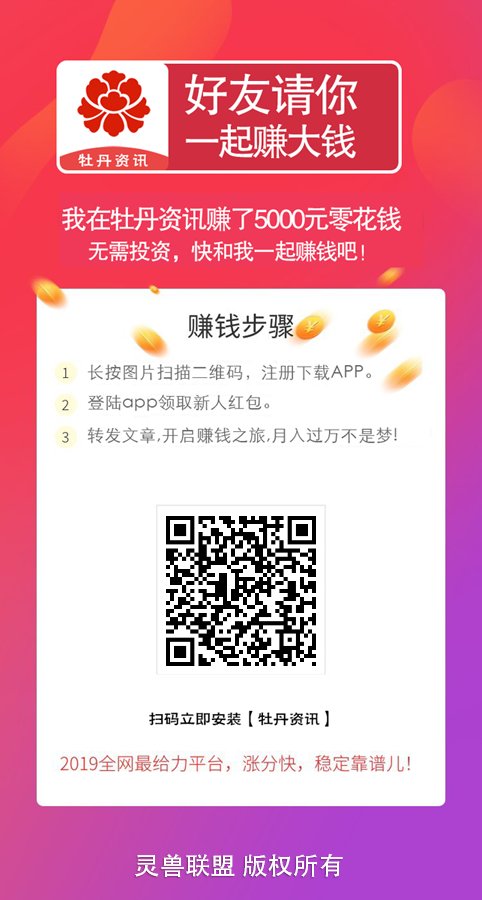 好友请你
一起赚大钱
牡丹资讯
我在牡丹资讯赚了5000元零花钱
无需投资，快和我一起赚钱吧！
赚钱步骤
1 长按图片扫描二维码，注册下载APP。
2 登陆app领取新人红包。
3 转发文章,开启赚钱之旅,月入过万不是梦!
扫码立即安装【牡丹资讯】
2019全网最给力平台，涨分快，稳定靠谱儿！
灵兽联盟 版权所有